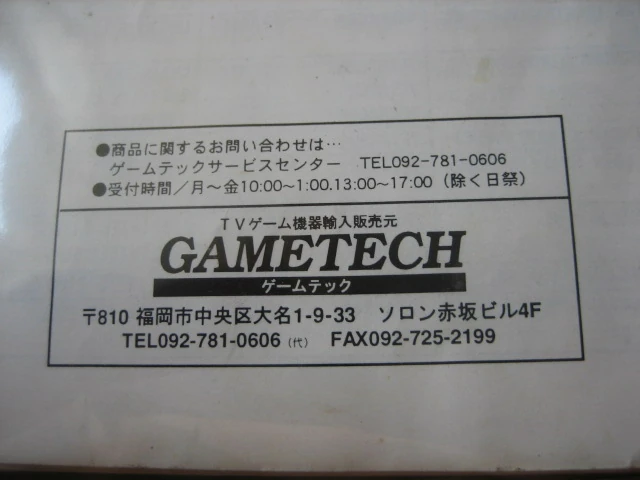 ●商品に関するお問い合わせは…
ゲームテックサービスセンター　TEL092-781-0606
●受付時間／月～金10:00～1:00.13:00～17:00（除く日祭）
TVゲーム機器輸入販売元
GAMETECH
ゲームテック
〒810 福岡市中央区大名1-9-33　ソロン赤坂ビル4F
TEL092-781-0606（代）　FAX092-725-2199